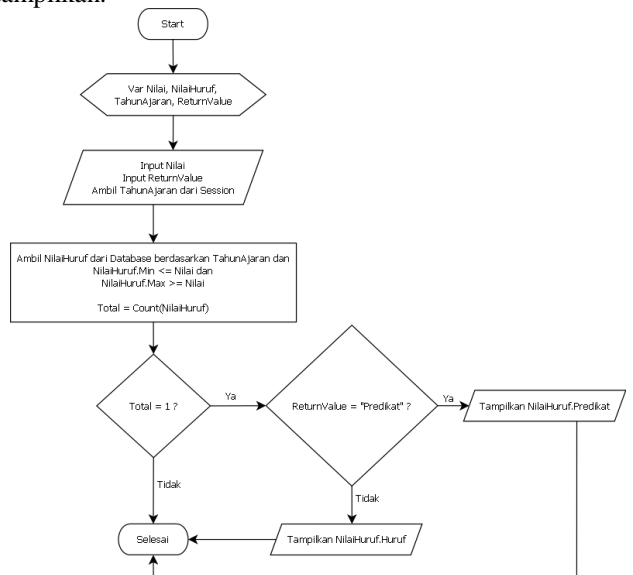 Start
Var Nilai, NilaiHuruf,
TahunAjaran, ReturnValue
Input Nilai
Input ReturnValue
Ambil TahunAjaran dari Session
Ambil NilaiHuruf dari Database berdasarkan TahunAjaran dan
NilaiHuruf.Min <= Nilai dan
NilaiHuruf.Max >= Nilai
Total = Count(NilaiHuruf)
Total = 1 ?
Ya
ReturnValue = "Predikat" ?
Ya
Tampilkan NilaiHuruf.Predikat
Tidak
Tidak
Selesai
Tampilkan NilaiHuruf.Huruf